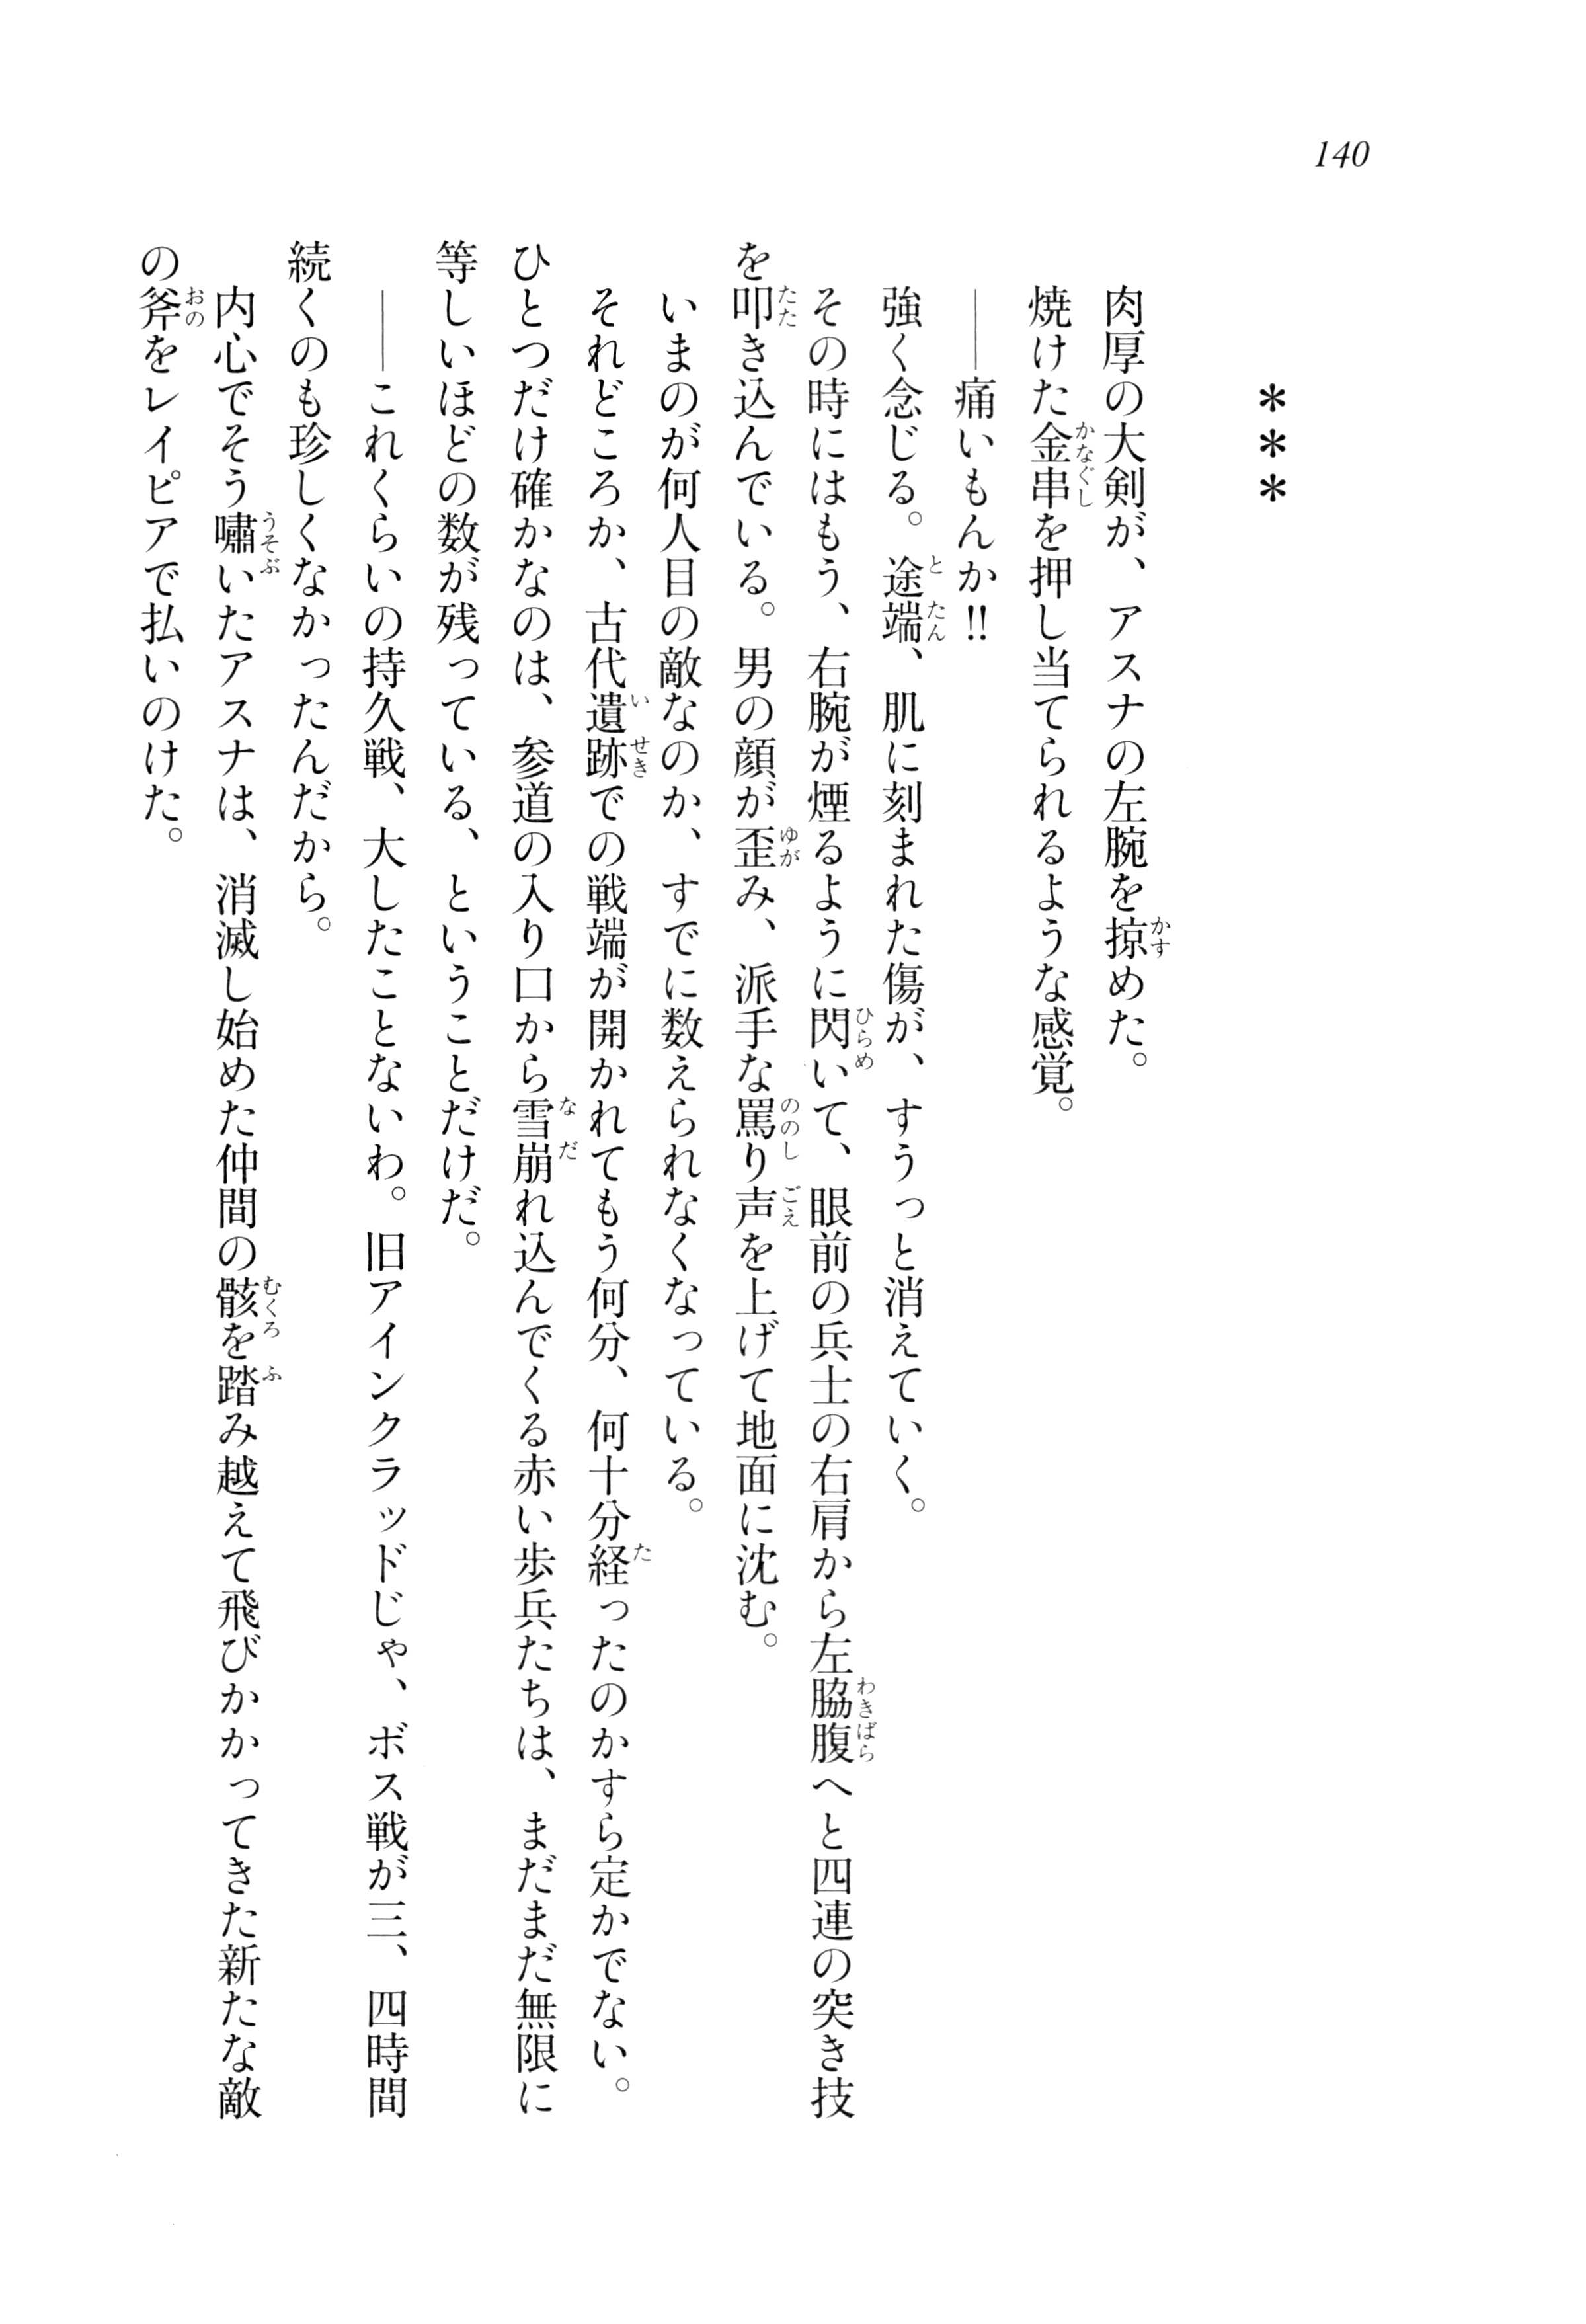 140
＊＊＊
肉厚の大剣が、アスナの左腕を掠めた。
焼けた金串を押し当てられるような感覚。
――痛いもんか!!
強く念じる。途端、肌に刻まれた傷が、すうっと消えていく。
その時にはもう、右腕が煙るように閃いて、眼前の兵士の右肩から左脇腹へと四連の突き技
を叩き込んでいる。男の顔が歪み、派手な罵り声を上げて地面に沈む。
いまのが何人目の敵なのか、すでに数えられなくなっている。
それどころか、古代遺跡での戦端が開かれてもう何分、何十分経ったのかすら定かでない。
ひとつだけ確かなのは、参道の入り口から雪崩れ込んでくる赤い歩兵たちは、まだまだ無限に
等しいほどの数が残っている、ということだけだ。
――これくらいの持久戦、大したことないわ。旧アインクラッドじゃ、ボス戦が三、四時間
続くのも珍しくなかったんだから。
内心でそう嘯いたアスナは、消滅し始めた仲間の骸を踏み越えて飛びかかってきた新たな敵
の斧をレイピアで払いのけた。